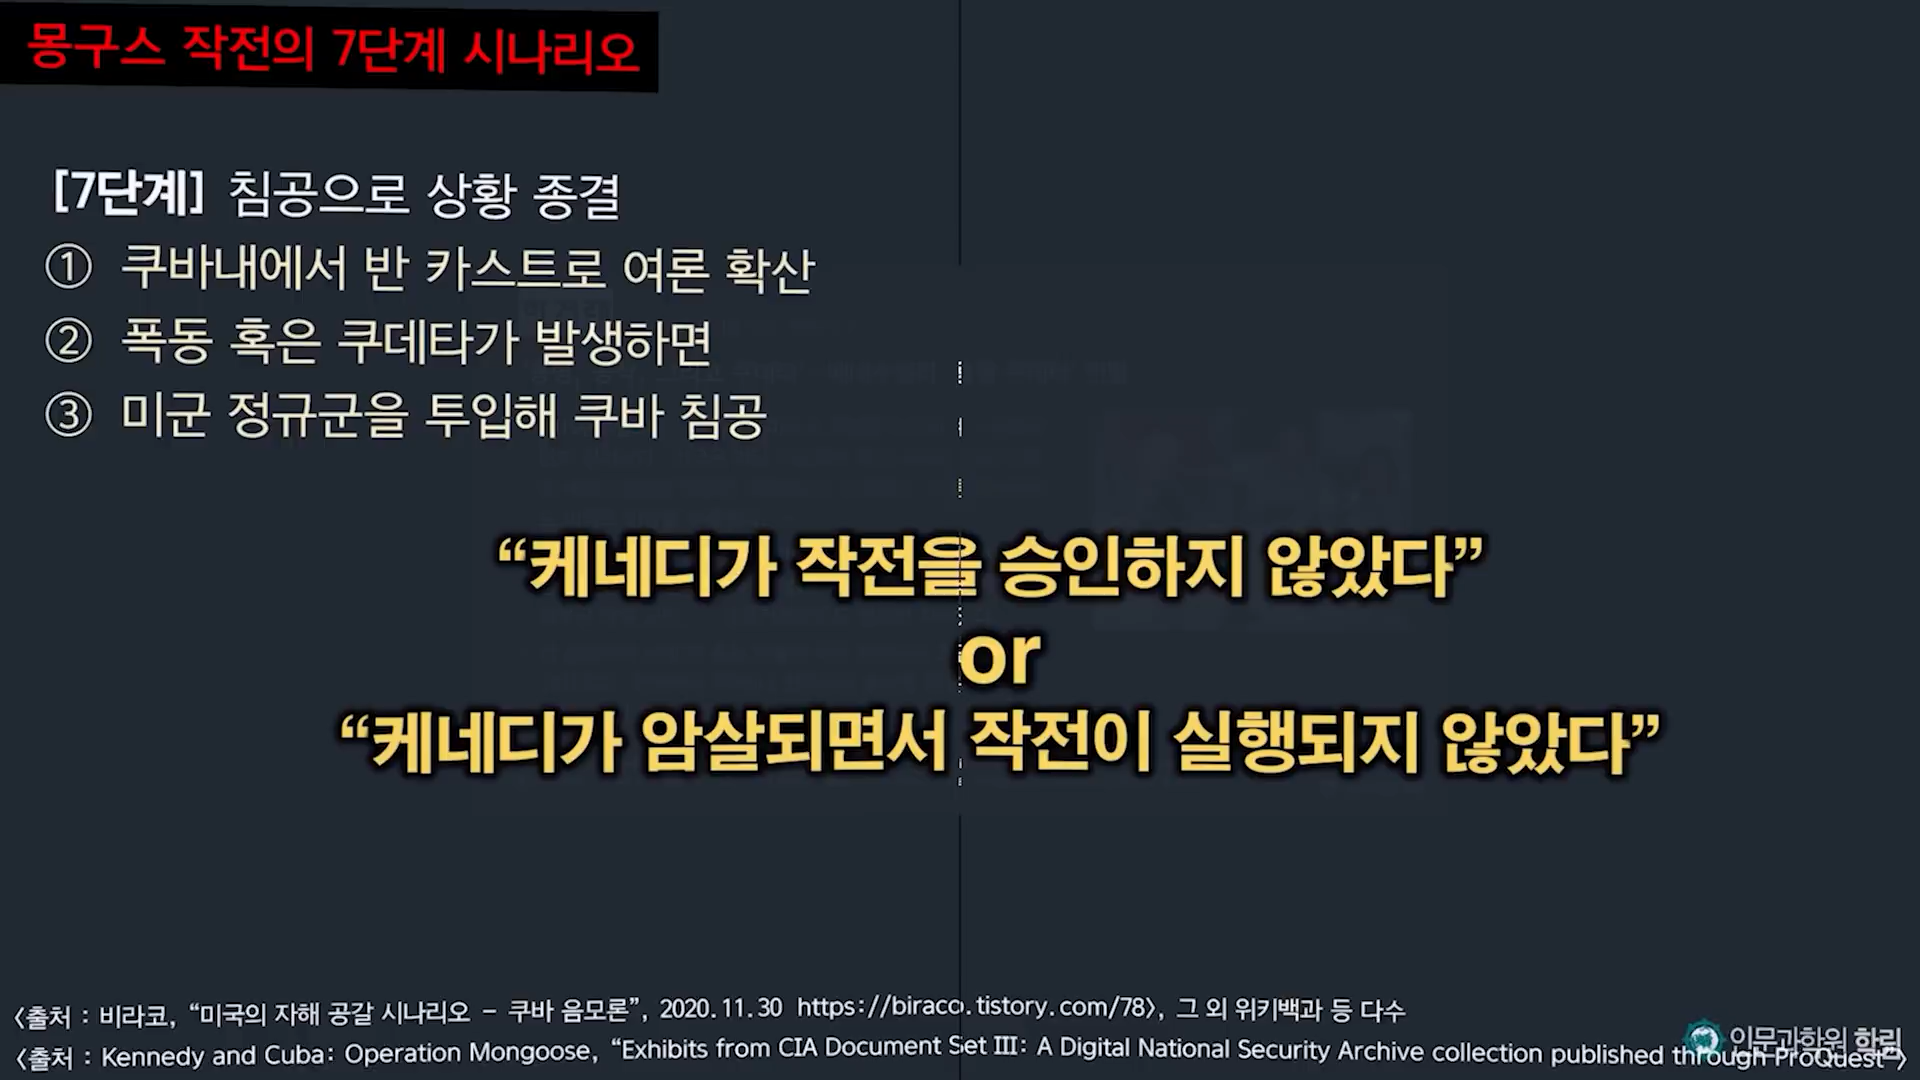 몽구스 작전의 7단계 시나리오
[7단계] 침공으로 상황 종결
① 쿠바내에서 반 카스트로 여론 확산
② 폭동 혹은 쿠데타가 발생하면
③ 미군 정규군을 투입해 쿠바 침공
“케네디가 작전을 승인하지 않았다”
or
“케네디가 암살되면서 작전이 실행되지 않았다”
<출처 : 비라코, “미국의 자해 공갈 시나리오 - 쿠바 음모론”, 2020.11.30 https://biraco.tistory.com/78>, 그 외 위키백과 등 다수
<출처 : Kennedy and Cuba: Operation Mongoose, “Exhibits from CIA Document Set III: A Digital National Security Archive collection published through ProQuest”>
인문과학원 학림